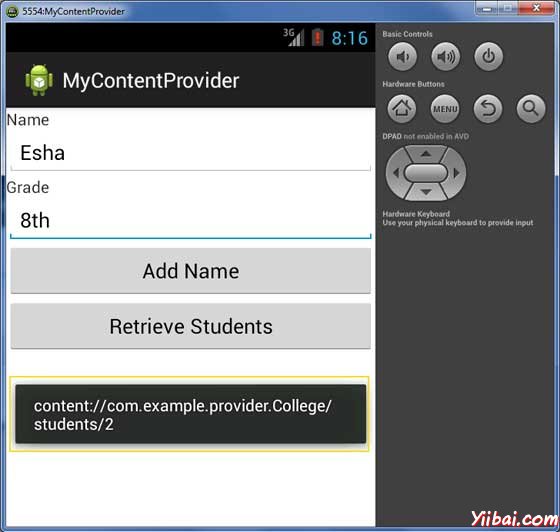 5554:MyContentProvider
3G 8:16
MyContentProvider
Name
Esha
Grade
8th
Add Name
Retrieve Students
content://com.example.provider.College/
students/2
Basic Controls
Hardware Buttons
MENU
DPAD not enabled in AVD
Hardware Keyboard
Use your physical keyboard to provide input
Yiibai.com